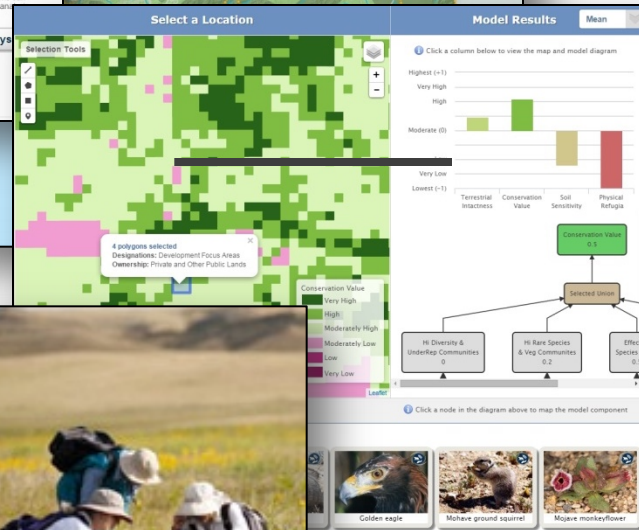 Select a Location
Model Results
Mean
Selection Tools
+
−
4 polygons selected
Designations: Development Focus Areas
Ownership: Private and Other Public Lands
Conservation Value
Very High
High
Moderately High
Moderately Low
Low
Very Low
Leaflet
Click a column below to view the map and model diagram
Highest (+1)
Very High
High
Moderate (0)
Very Low
Lowest (-1)
Terrestrial
Intactness
Conservation
Value
Soil
Sensitivity
Physical
Refugia
Conservation Value
0.5
Selected Union
Hi Diversity &
UnderRep Communities
0
Hi Rare Species
& Veg Communites
0.2
Species
Click a node in the diagram above to map the model component
Golden eagle
Mohave ground squirrel
Mojave monkeyflower